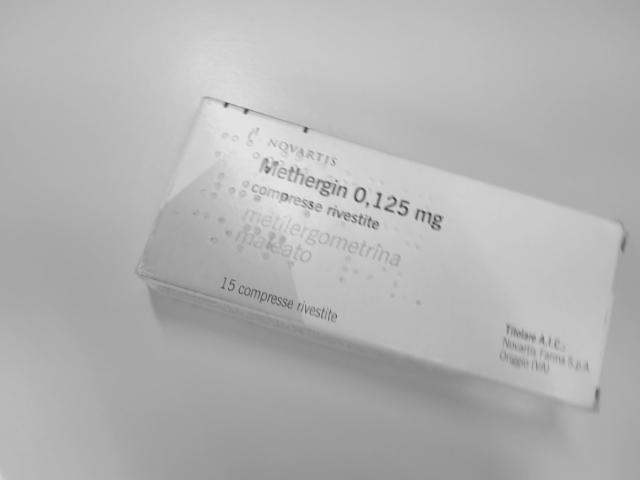 NOVARTIS
Methergin 0,125 mg
compresse rivestite
metilergometrina
maleato
15 compresse rivestite
Titolare A.I.C.:
Novartis Farma S.p.A.
Origgio (VA)